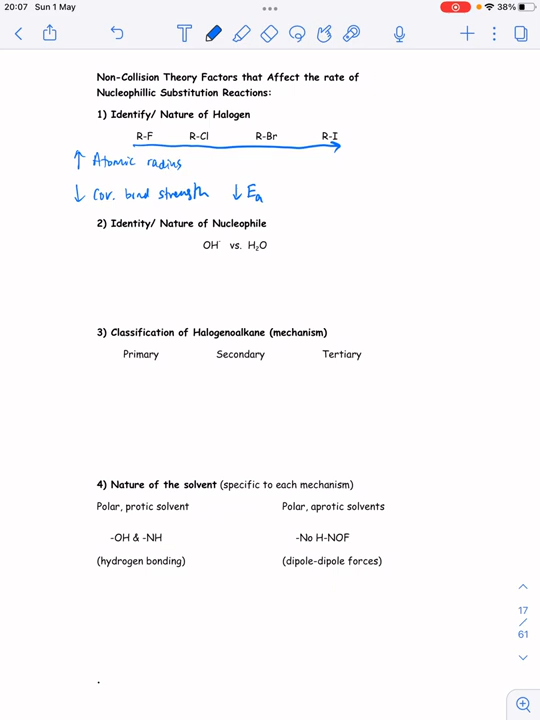 20:07 Sun 1 May
38%
Non-Collision Theory Factors that Affect the rate of
Nucleophillic Substitution Reactions:
1) Identify/ Nature of Halogen
R-F R-Cl R-Br R-I
↑ Atomic radius
↓ Cov. bond strength ↓ Ea
2) Identity/ Nature of Nucleophile
OH⁻ vs. H₂O
3) Classification of Halogenoalkane (mechanism)
Primary Secondary Tertiary
4) Nature of the solvent (specific to each mechanism)
Polar, protic solvent Polar, aprotic solvents
-OH & -NH -No H-NOF
(hydrogen bonding) (dipole-dipole forces)
17
/
61